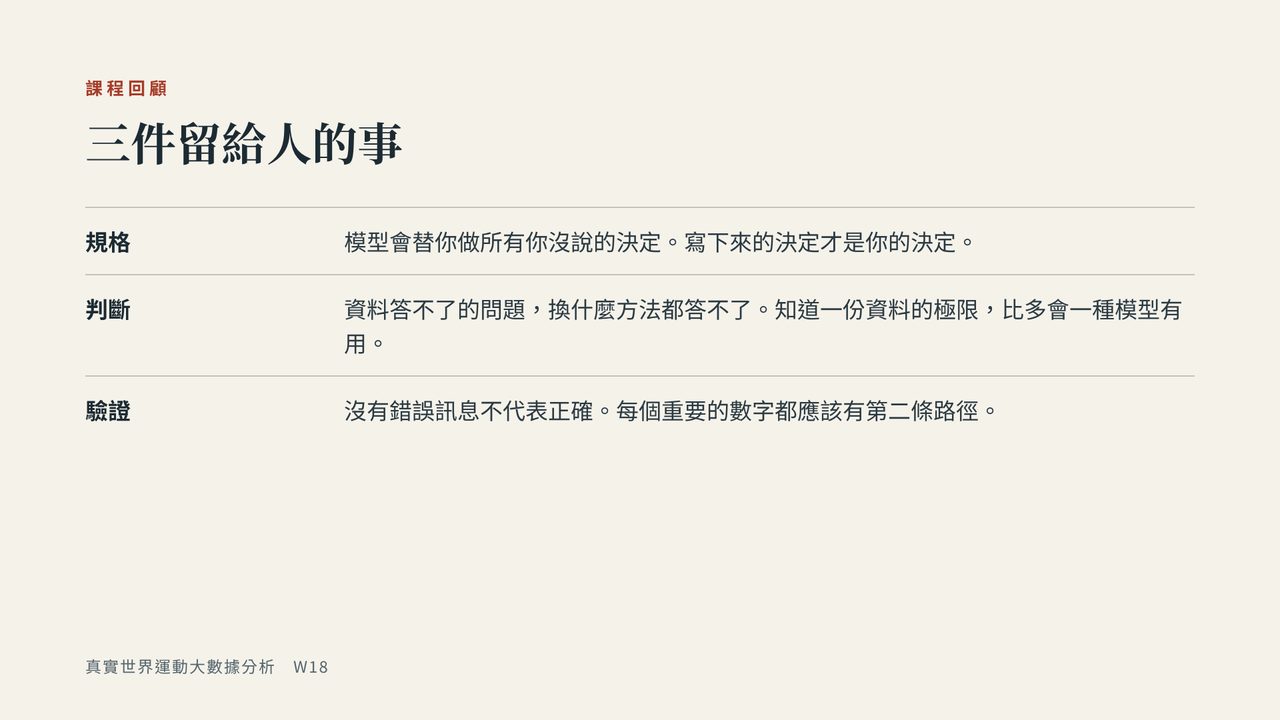 課程回顧
三件留給人的事
規格
模型會替你做所有你沒說的決定。寫下來的決定才是你的決定。
判斷
資料答不了的問題，換什麼方法都答不了。知道一份資料的極限，比多會一種模型有
用。
驗證
沒有錯誤訊息不代表正確。每個重要的數字都應該有第二條路徑。
真實世界運動大數據分析　W18